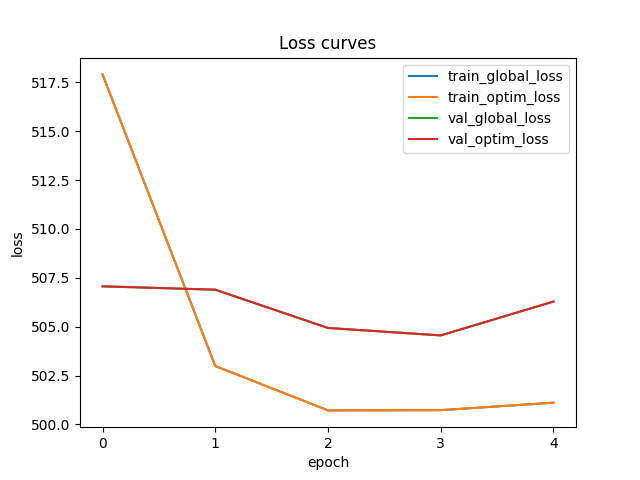 Loss curves
train_global_loss
train_optim_loss
val_global_loss
val_optim_loss
517.5
515.0
512.5
510.0
507.5
505.0
502.5
500.0
loss
0 1 2 3 4
epoch